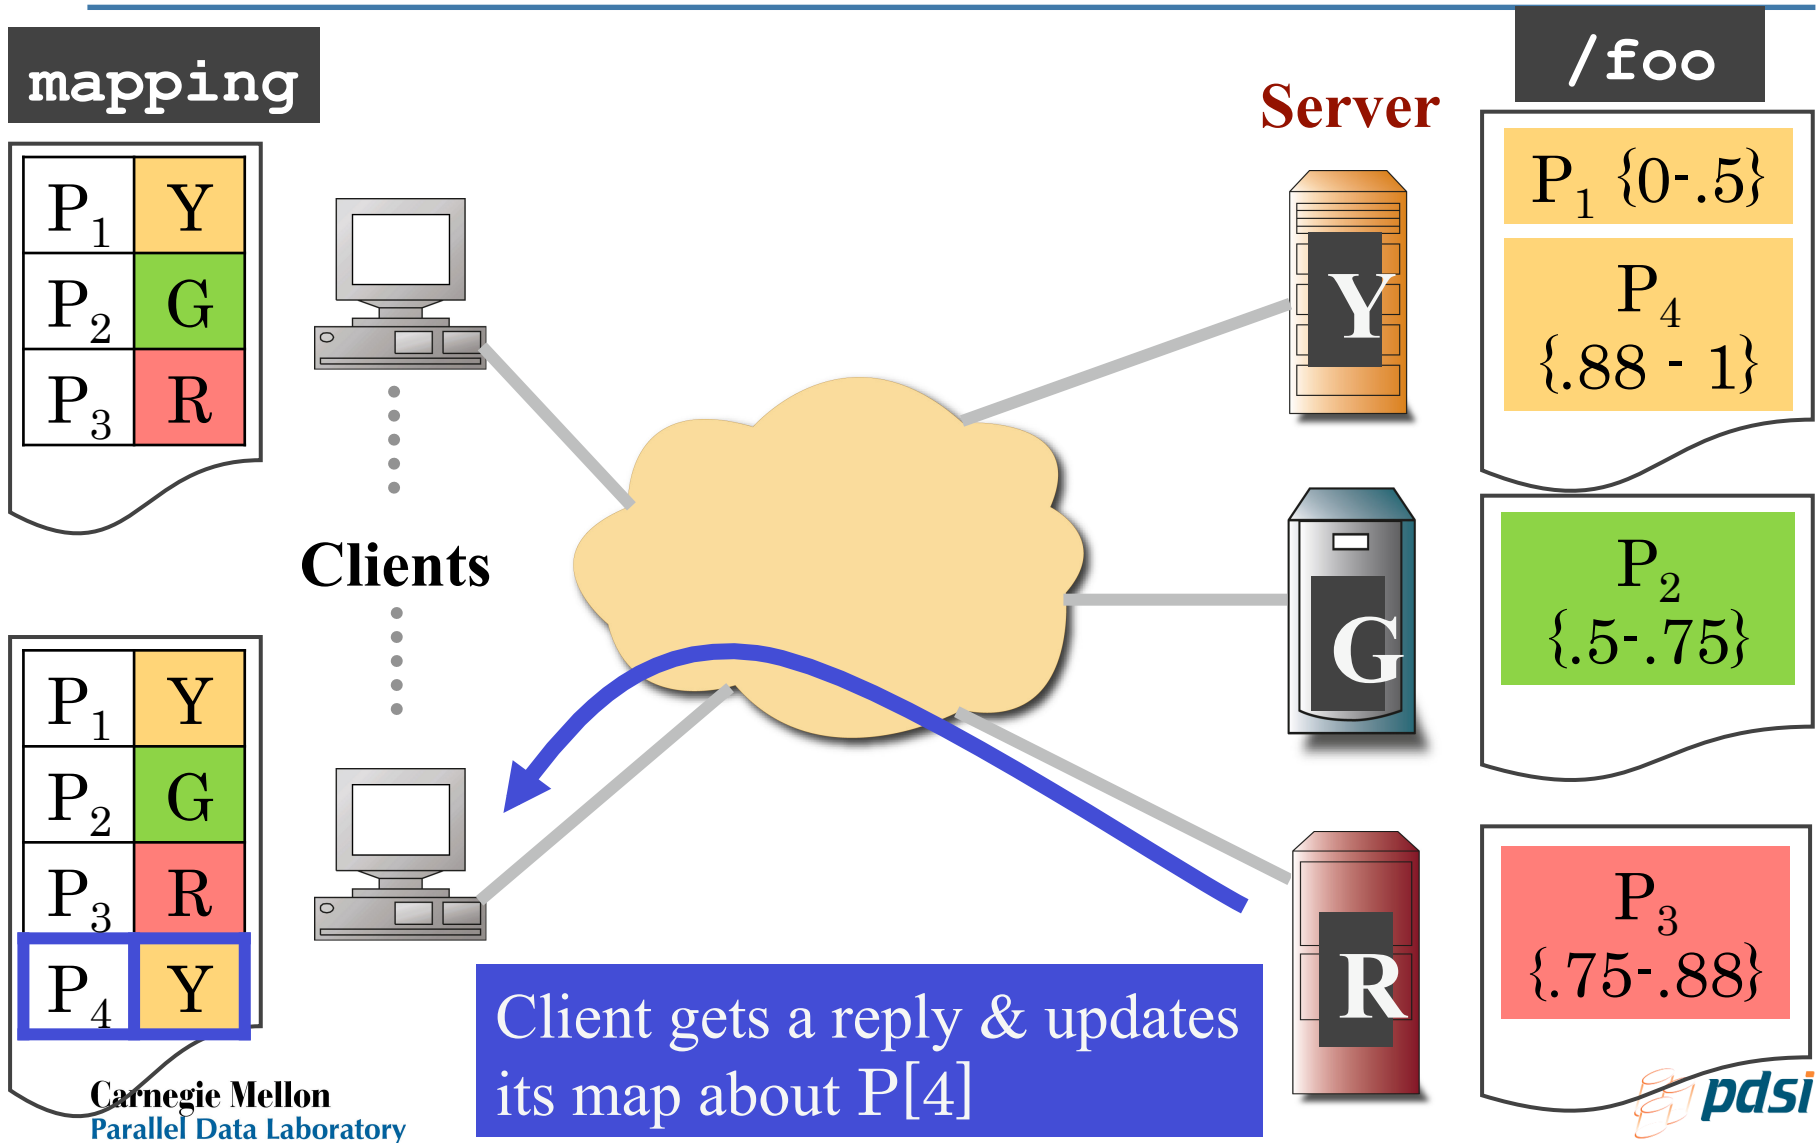 mapping
/foo
Server
P1 Y
P2 G
P3 R
Y
P1 {0-.5}
P4
{.88 - 1}
Clients
G
P2
{.5-.75}
P1 Y
P2 G
P3 R
P4 Y
R
P3
{.75-.88}
Client gets a reply & updates
its map about P[4]
Carnegie Mellon
Parallel Data Laboratory
pdsi